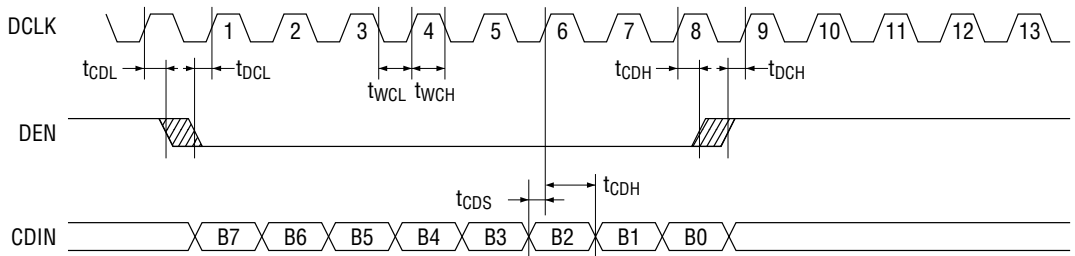 DCLK 1 2 3 4 5 6 7 8 9 10 11 12 13
tCDL tDCL tWCL tWCH tCDH tDCH
DEN
tCDS tCDH
CDIN B7 B6 B5 B4 B3 B2 B1 B0